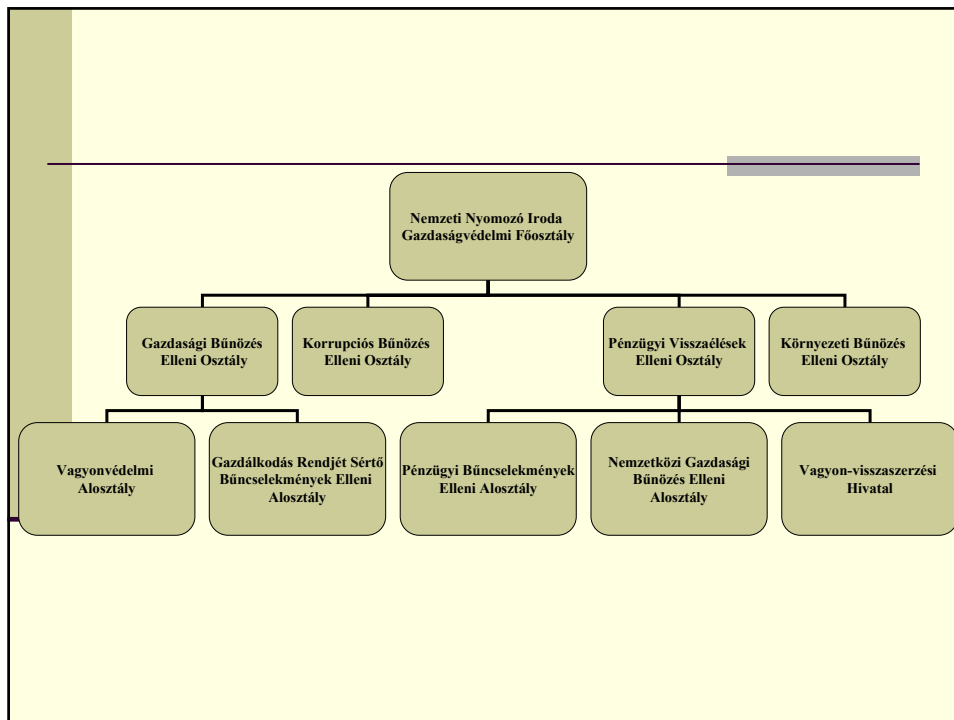 Nemzeti Nyomozó Iroda
Gazdaságvédelmi Főosztály
Gazdasági Bűnözés
Elleni Osztály
Korrupciós Bűnözés
Elleni Osztály
Pénzügyi Visszaélések
Elleni Osztály
Környezeti Bűnözés
Elleni Osztály
Vagyonvédelmi
Alosztály
Gazdálkodás Rendjét Sértő
Bűncselekmények Elleni
Alosztály
Pénzügyi Bűncselekmények
Elleni Alosztály
Nemzetközi Gazdasági
Bűnözés Elleni
Alosztály
Vagyon-visszaszerzési
Hivatal